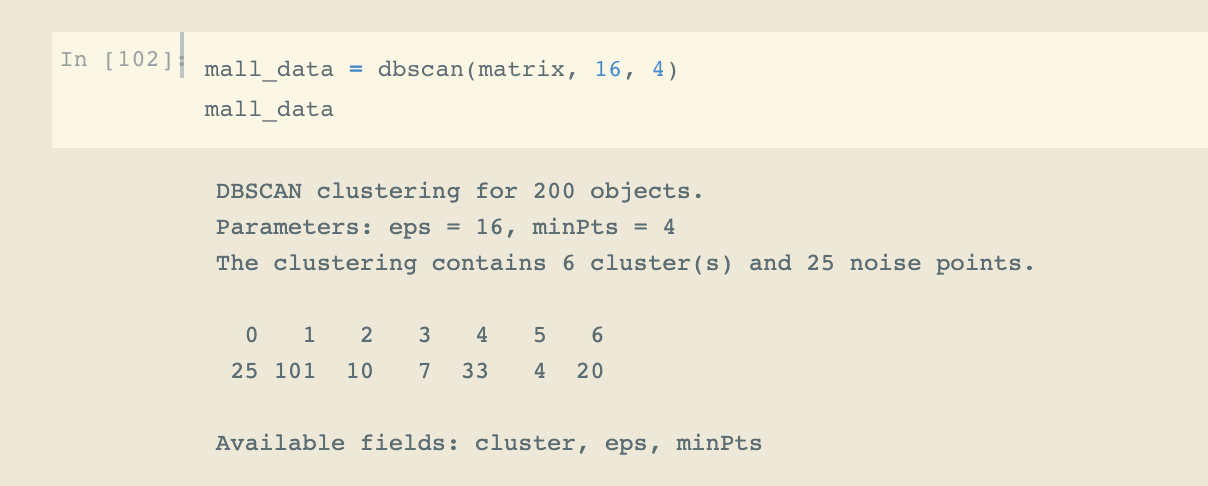 In [102]:
mall_data = dbscan(matrix, 16, 4)
mall_data
DBSCAN clustering for 200 objects.
Parameters: eps = 16, minPts = 4
The clustering contains 6 cluster(s) and 25 noise points.
0 1 2 3 4 5 6
25 101 10 7 33 4 20
Available fields: cluster, eps, minPts